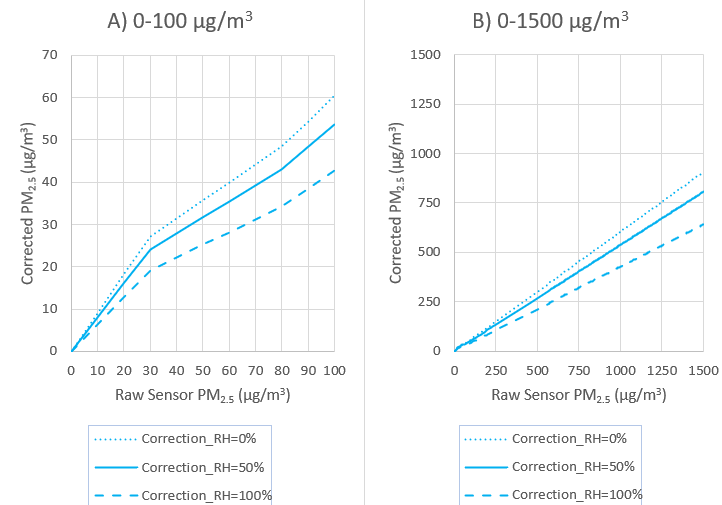 A) 0-100 µg/m³
70
60
50
40
30
20
10
0
Corrected PM₂.₅ (µg/m³)
0 10 20 30 40 50 60 70 80 90 100
Raw Sensor PM₂.₅ (µg/m³)
Correction_RH=0%
Correction_RH=50%
Correction_RH=100%
B) 0-1500 µg/m³
1500
1250
1000
750
500
250
0
Corrected PM₂.₅ (µg/m³)
0 250 500 750 1000 1250 1500
Raw Sensor PM₂.₅ (µg/m³)
Correction_RH=0%
Correction_RH=50%
Correction_RH=100%